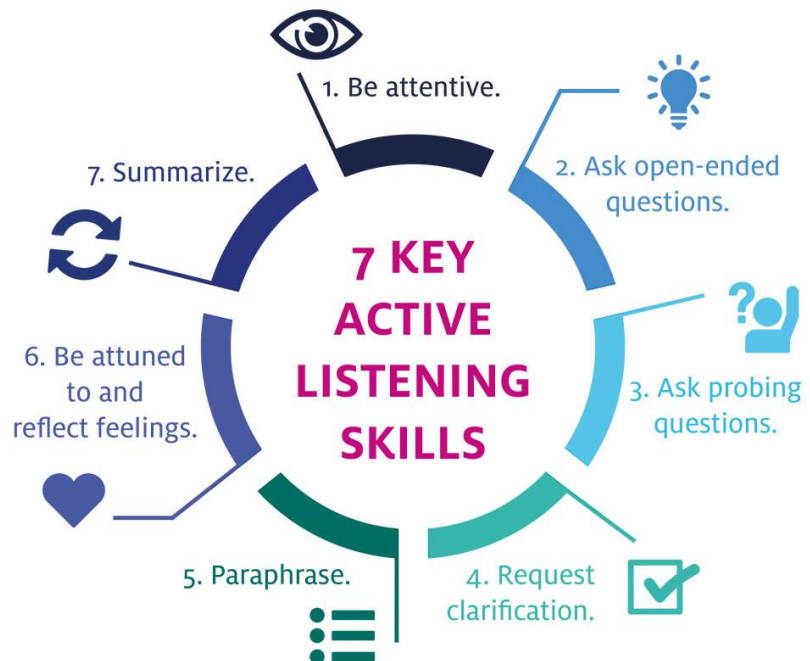 7 KEY
ACTIVE
LISTENING
SKILLS
1. Be attentive.
2. Ask open-ended
questions.
3. Ask probing
questions.
4. Request
clarification.
5. Paraphrase.
6. Be attuned
to and
reflect feelings.
7. Summarize.